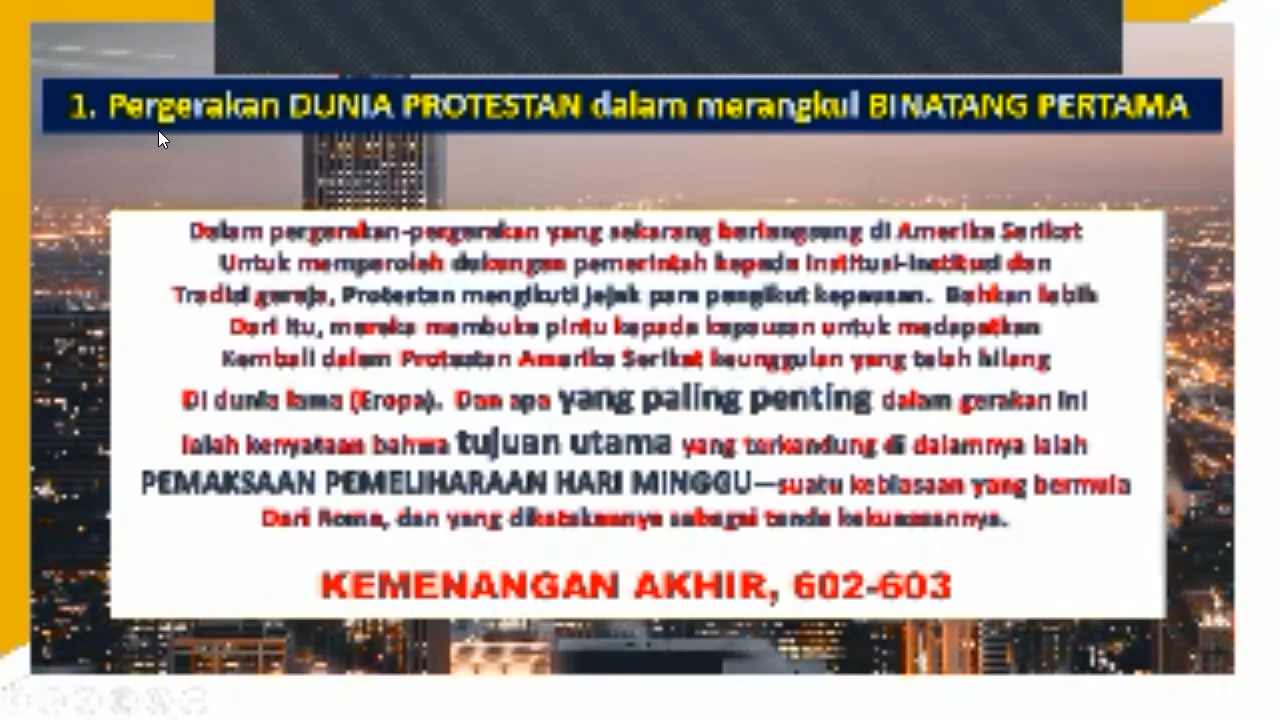 1. Pergerakan DUNIA PROTESTAN dalam merangkul BINATANG PERTAMA
Dalam pergerakan-pergerakan yang sekarang berlangsung di Amerika Serikat
Untuk memperoleh dukungan pemerintah kepada Institusi-Institusi dan
Tradisi gereja, Protestan mengikuti jejak para pengikut kepausan. Bahkan lebih
Dari itu, mereka membuka pintu kepada kepausan untuk medapatkan
Kembali dalam Protestan Amerika Serikat keunggulan yang telah hilang
Di dunia lama (Eropa). Dan apa yang paling penting dalam gerakan ini
Ialah kenyataan bahwa tujuan utama yang terkandung di dalamnya ialah
PEMAKSAAN PEMELIHARAAN HARI MINGGU—suatu kebiasaan yang bermula
Dari Roma, dan yang dikatakannya sebagai tanda kekuasaannya.
KEMENANGAN AKHIR, 602-603